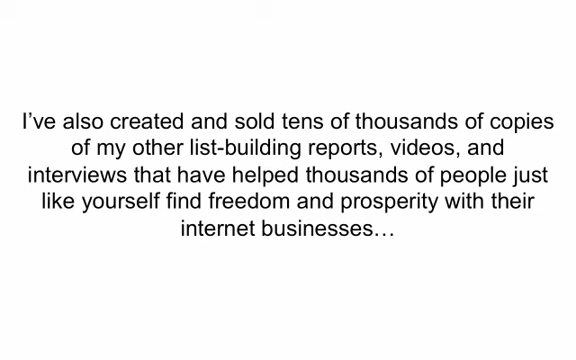 I’ve also created and sold tens of thousands of copies
of my other list-building reports, videos, and
interviews that have helped thousands of people just
like yourself find freedom and prosperity with their
internet businesses…